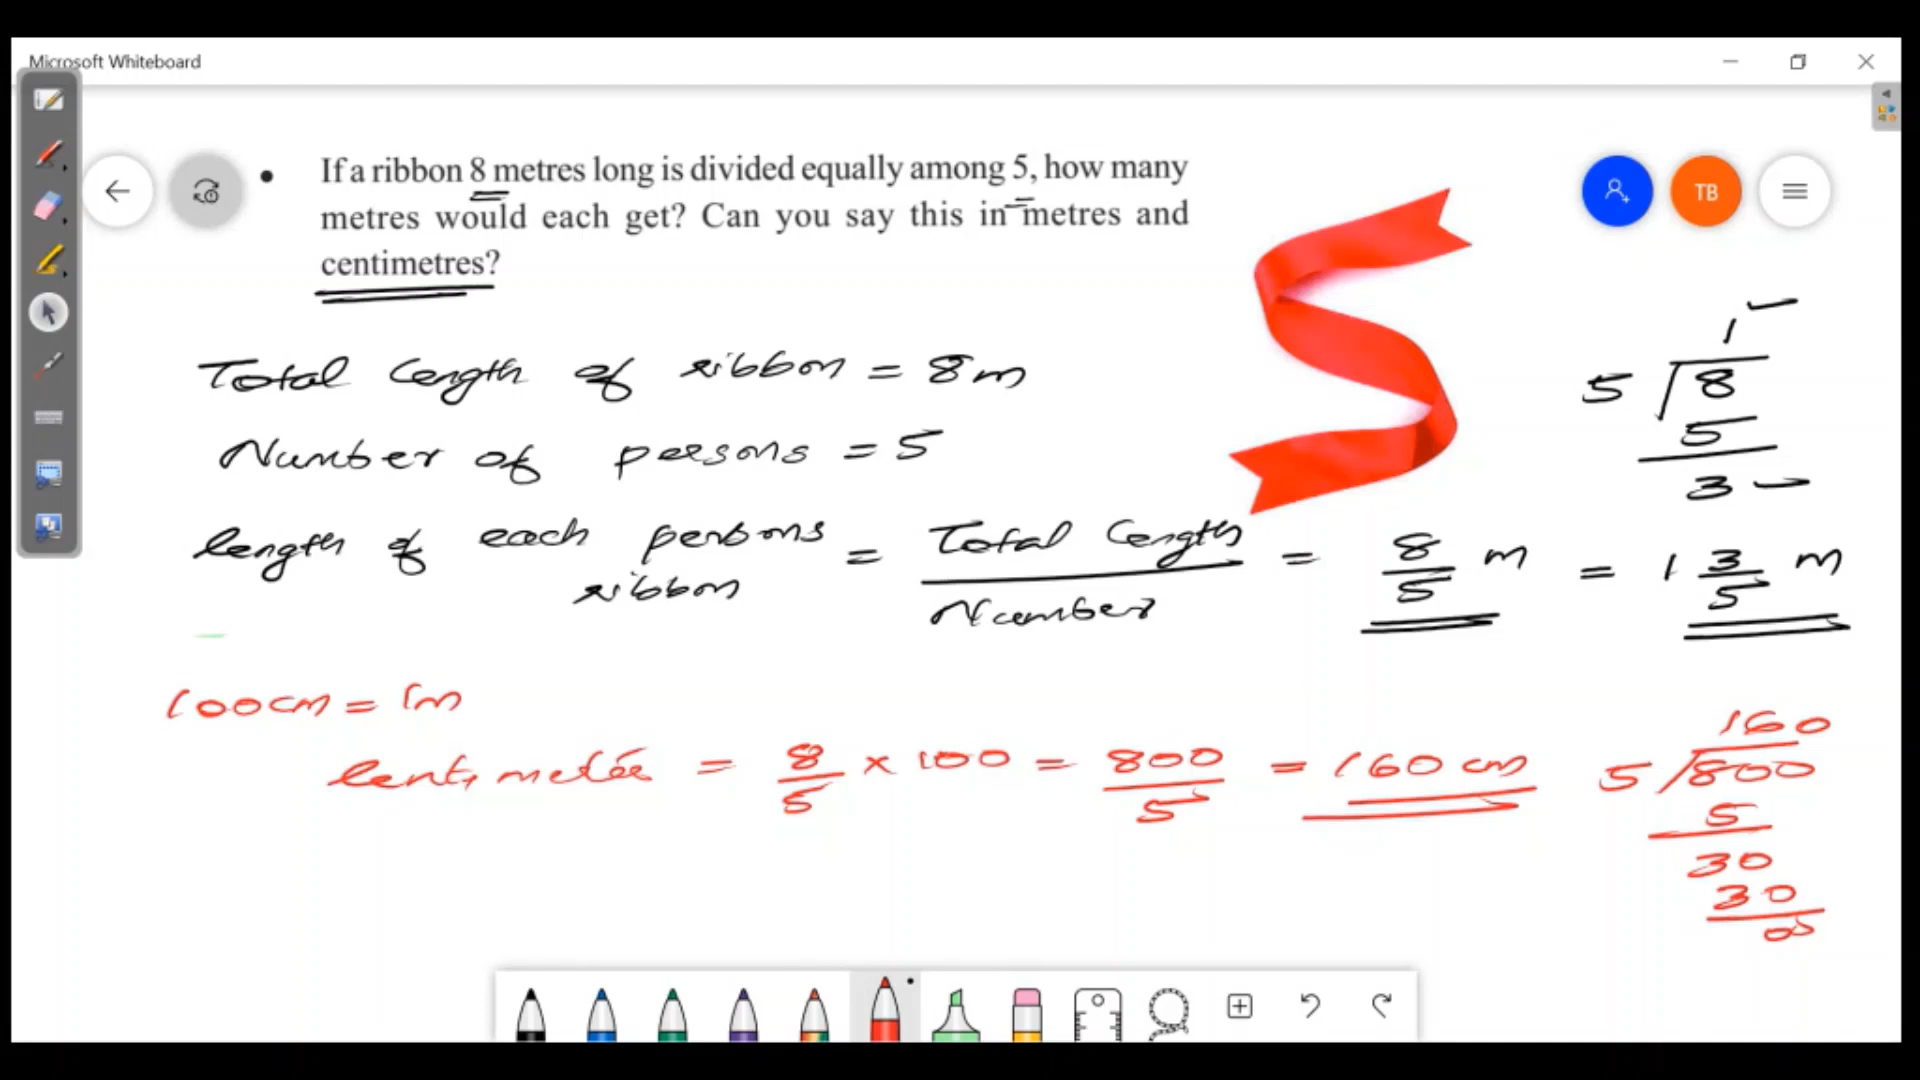 Microsoft Whiteboard
TB
• If a ribbon 8 metres long is divided equally among 5, how many
metres would each get? Can you say this in metres and
centimetres?
Total length of ribbon = 8m
Number of persons = 5
length of each persons ribbon = Total length / Number = 8/5 m = 1 3/5 m
1
5 8
5
3
100cm = 1m
centimetre = 8/5 x 100 = 800/5 = 160 cm
160
5 800
5
30
30
0